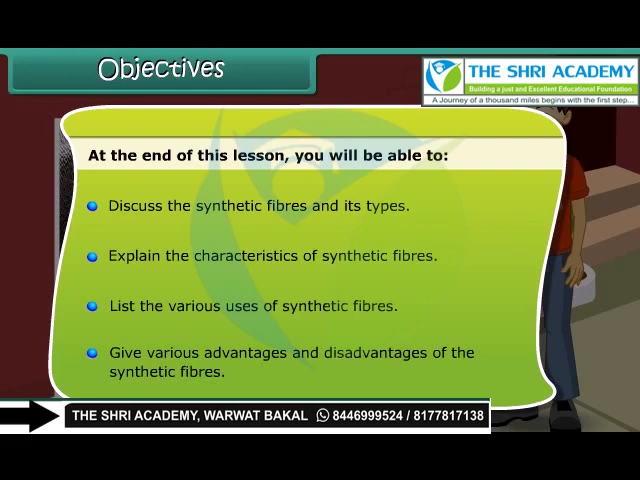 Objectives
THE SHRI ACADEMY
Building a just and Excellent Educational Foundation
A Journey of a thousand miles begins with the first step...
At the end of this lesson, you will be able to:
Discuss the synthetic fibres and its types.
Explain the characteristics of synthetic fibres.
List the various uses of synthetic fibres.
Give various advantages and disadvantages of the
synthetic fibres.
THE SHRI ACADEMY, WARWAT BAKAL 8446999524 / 8177817138